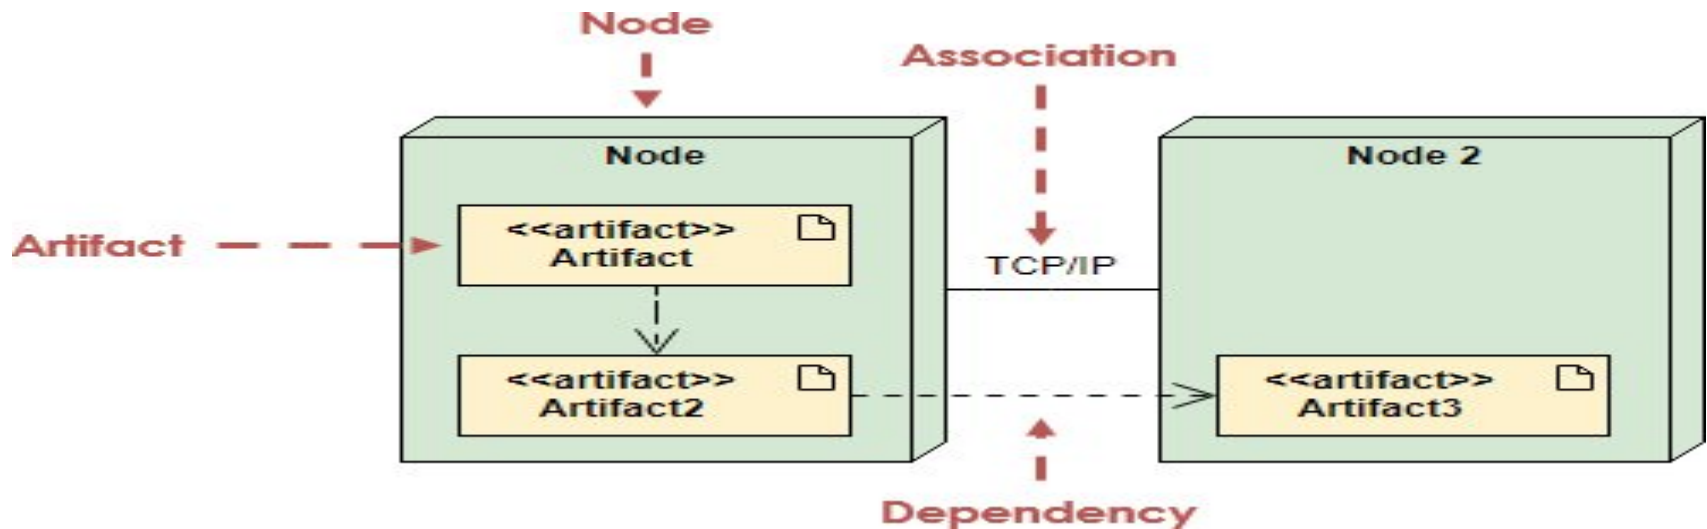 Node
Association
Node
Node 2
<<artifact>>
Artifact
Artifact
TCP/IP
<<artifact>>
Artifact2
<<artifact>>
Artifact3
Dependency